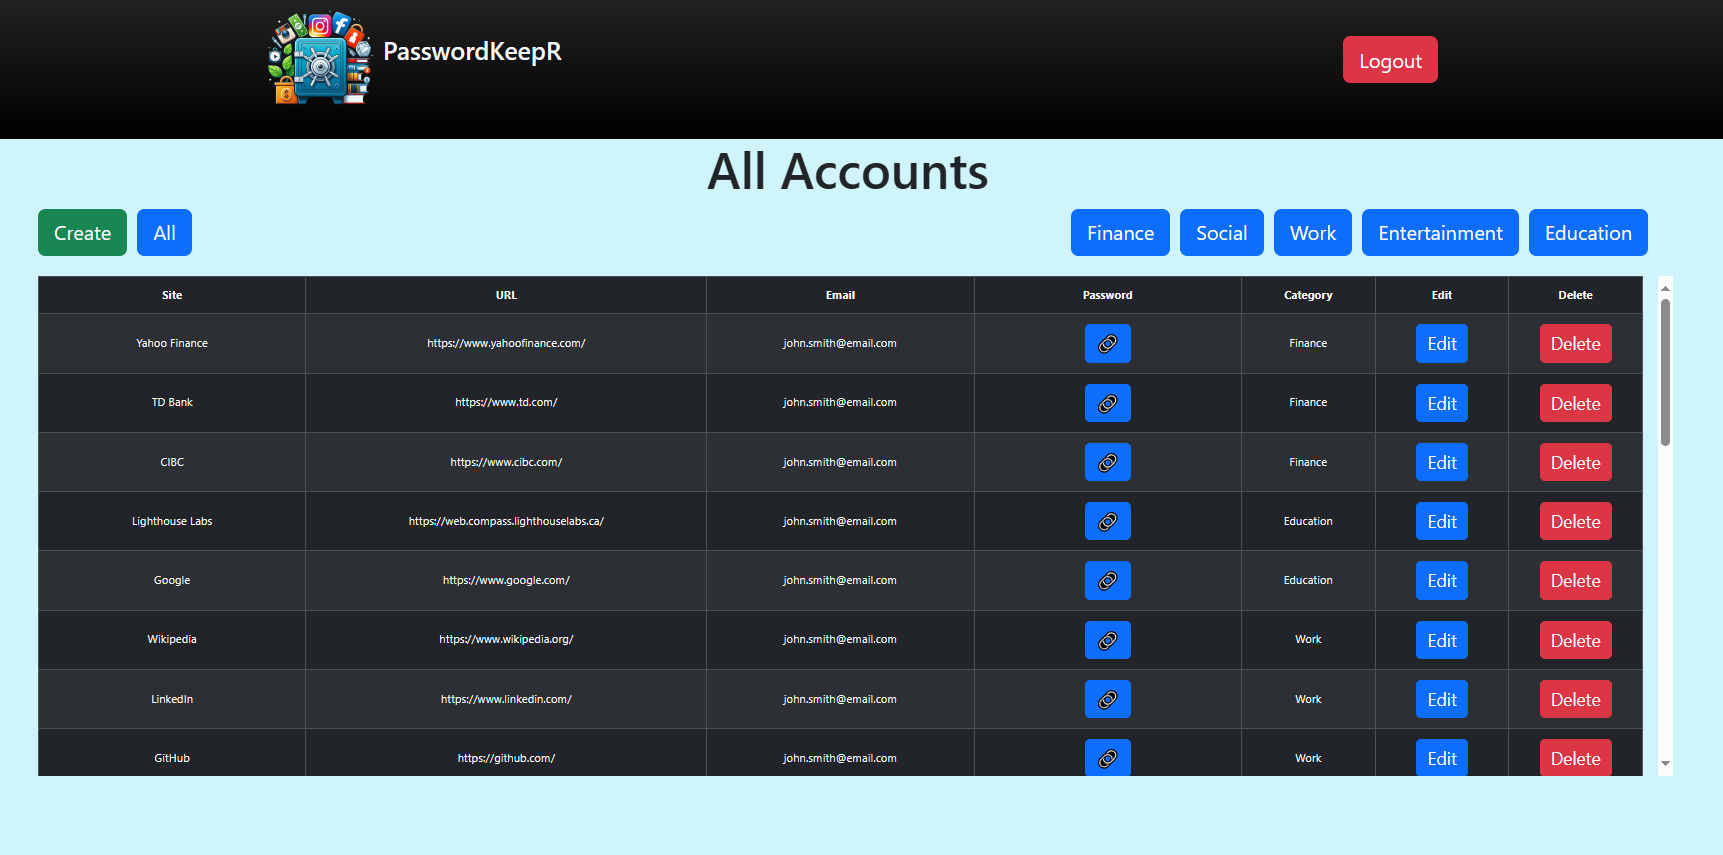 PasswordKeepR
Logout
All Accounts
Create All Finance Social Work Entertainment Education
Site URL Email Password Category Edit Delete
Yahoo Finance https://www.yahoofinance.com/ john.smith@email.com Finance Edit Delete
TD Bank https://www.td.com/ john.smith@email.com Finance Edit Delete
CIBC https://www.cibc.com/ john.smith@email.com Finance Edit Delete
Lighthouse Labs https://web.compass.lighthouselabs.ca/ john.smith@email.com Education Edit Delete
Google https://www.google.com/ john.smith@email.com Education Edit Delete
Wikipedia https://www.wikipedia.org/ john.smith@email.com Work Edit Delete
LinkedIn https://www.linkedin.com/ john.smith@email.com Work Edit Delete
GitHub https://github.com/ john.smith@email.com Work Edit Delete